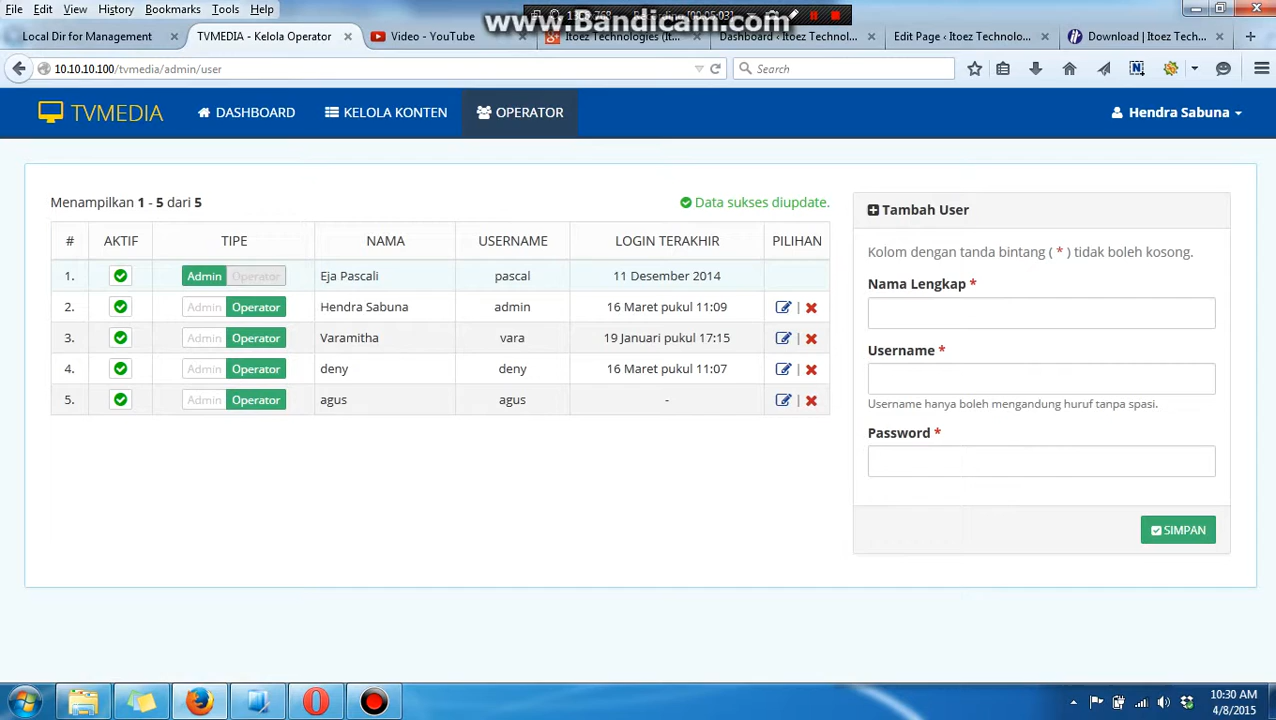 File Edit View History Bookmarks Tools Help
www.Bandicam.com
Local Dir for Management
TVMEDIA - Kelola Operator
Video - YouTube
Itoez Technologies (It...
Dashboard ‹ Itoez Technol...
Edit Page ‹ Itoez Technolo...
Download | Itoez Tech...
10.10.10.100/tvmedia/admin/user
Search
TVMEDIA DASHBOARD KELOLA KONTEN OPERATOR Hendra Sabuna
Menampilkan 1 - 5 dari 5
Data sukses diupdate.
# AKTIF TIPE NAMA USERNAME LOGIN TERAKHIR PILIHAN
1. Admin Operator Eja Pascali pascal 11 Desember 2014
2. Admin Operator Hendra Sabuna admin 16 Maret pukul 11:09 |
3. Admin Operator Varamitha vara 19 Januari pukul 17:15 |
4. Admin Operator deny deny 16 Maret pukul 11:07 |
5. Admin Operator agus agus - |
Tambah User
Kolom dengan tanda bintang ( * ) tidak boleh kosong.
Nama Lengkap *
Username *
Username hanya boleh mengandung huruf tanpa spasi.
Password *
SIMPAN
10:30 AM
4/8/2015